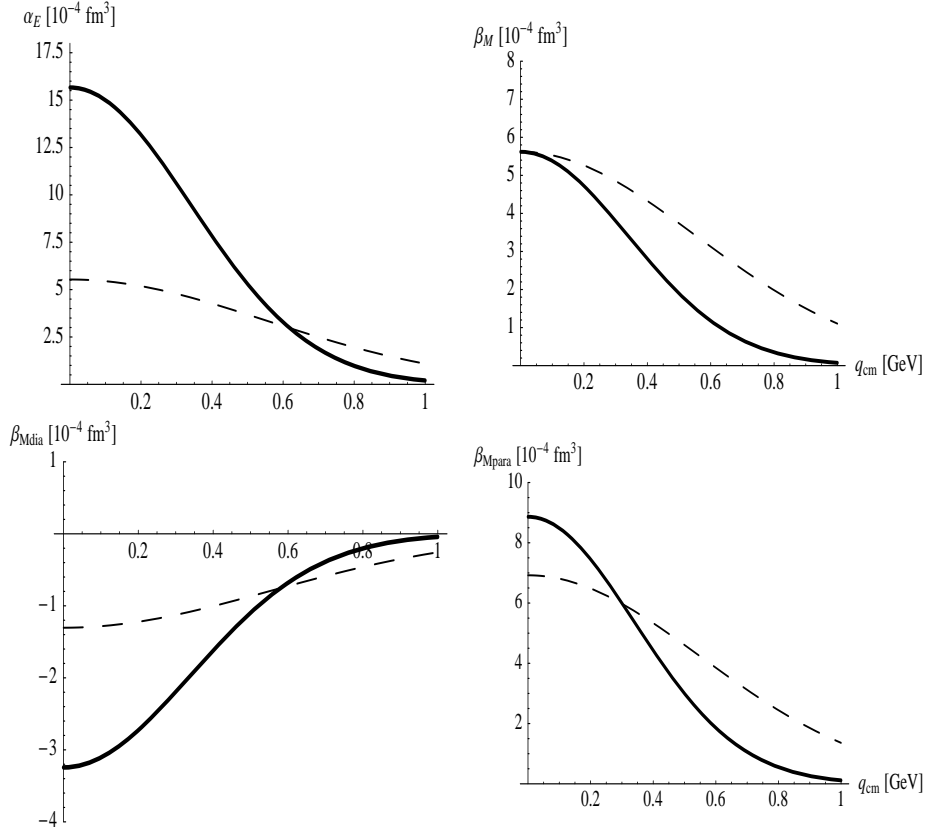 α_E [10^-4 fm^3]
17.5
15
12.5
10
7.5
5
2.5
0.2 0.4 0.6 0.8 1
β_M [10^-4 fm^3]
8
7
6
5
4
3
2
1
0.2 0.4 0.6 0.8 1
q_cm [GeV]
β_Mdia [10^-4 fm^3]
1
0.2 0.4 0.6 0.8 1
−1
−2
−3
−4
β_Mpara [10^-4 fm^3]
10
8
6
4
2
0.2 0.4 0.6 0.8 1
q_cm [GeV]